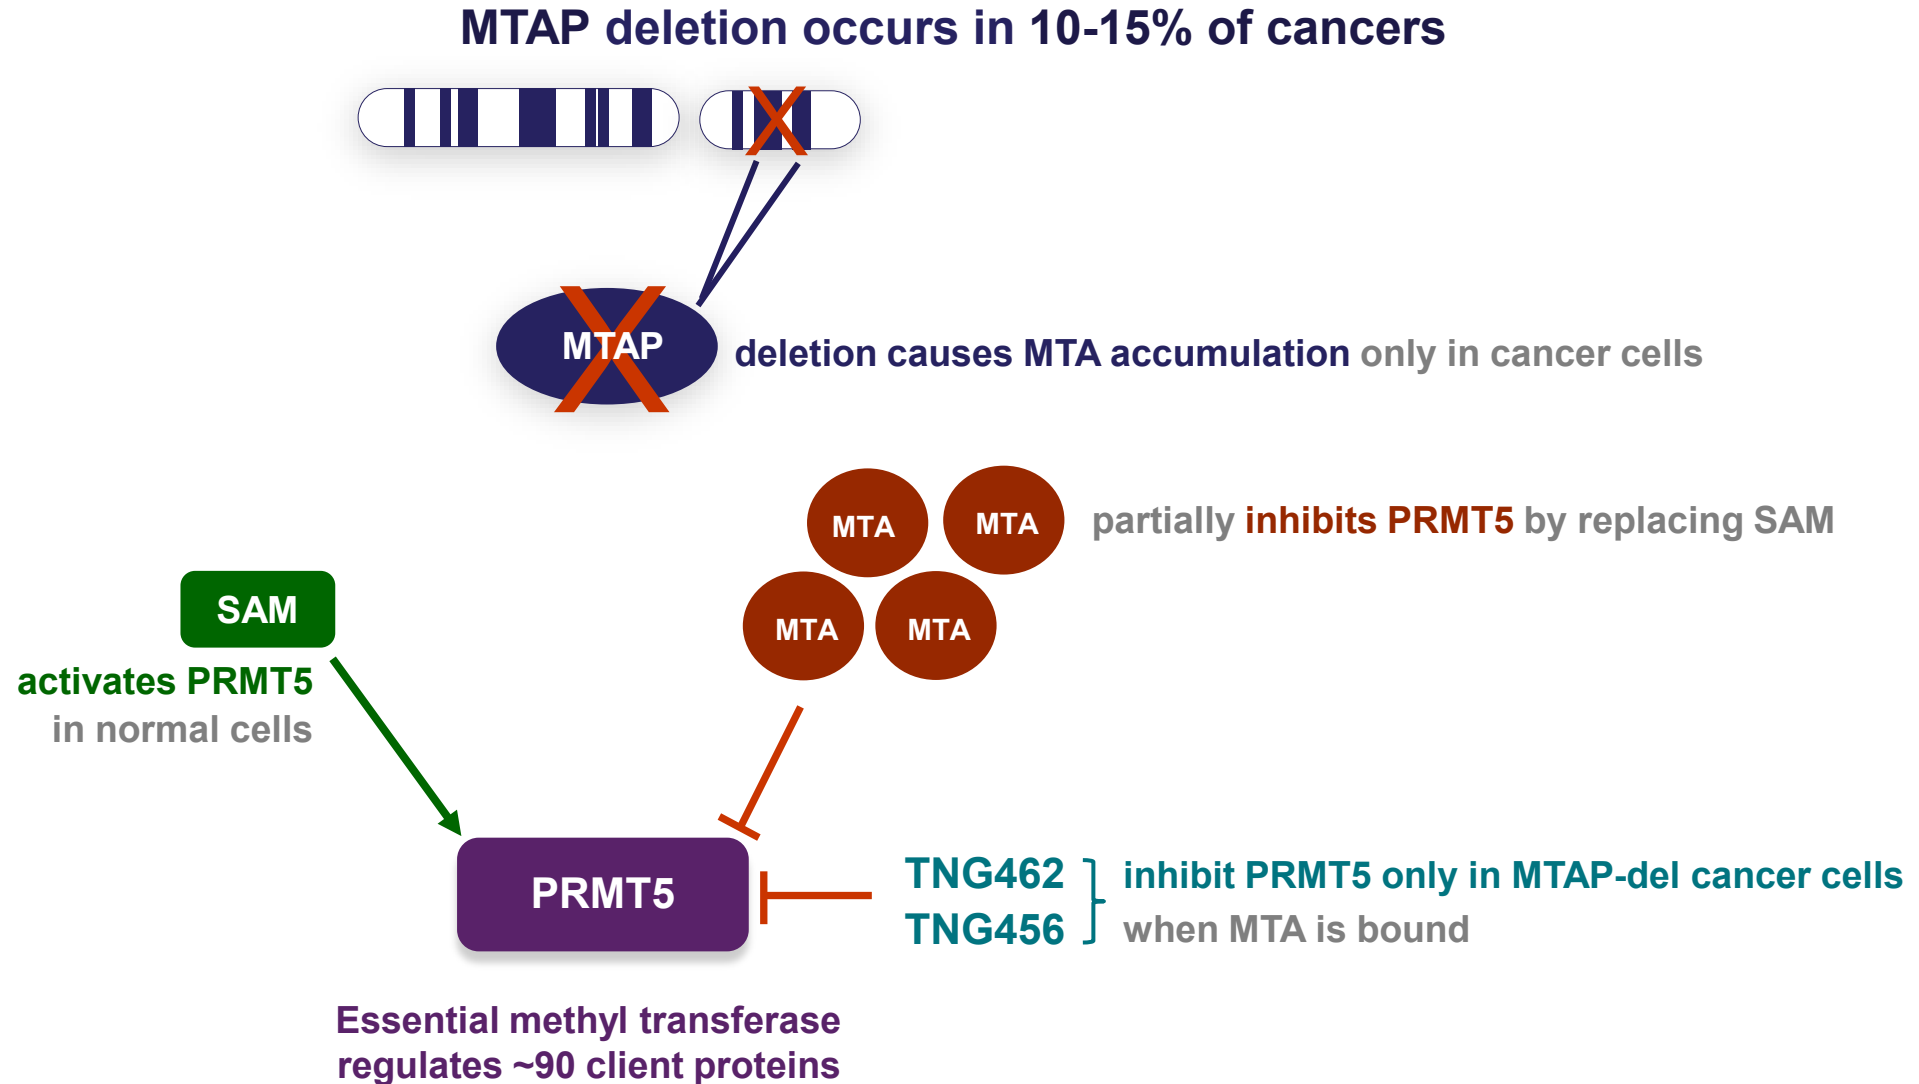 MTAP deletion occurs in 10-15% of cancers
MTAP
deletion causes MTA accumulation only in cancer cells
MTA
MTA
partially inhibits PRMT5 by replacing SAM
MTA
MTA
SAM
activates PRMT5
in normal cells
PRMT5
TNG462
TNG456
inhibit PRMT5 only in MTAP-del cancer cells
when MTA is bound
Essential methyl transferase
regulates ~90 client proteins